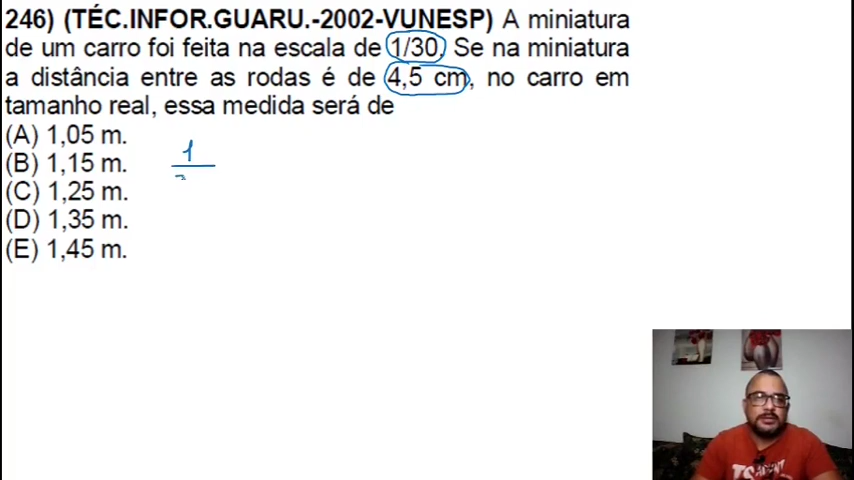 246) (TÉC.INFOR.GUARU.-2002-VUNESP) A miniatura
de um carro foi feita na escala de 1/30. Se na miniatura
a distância entre as rodas é de 4,5 cm, no carro em
tamanho real, essa medida será de
(A) 1,05 m.
(B) 1,15 m.
(C) 1,25 m.
(D) 1,35 m.
(E) 1,45 m.
1